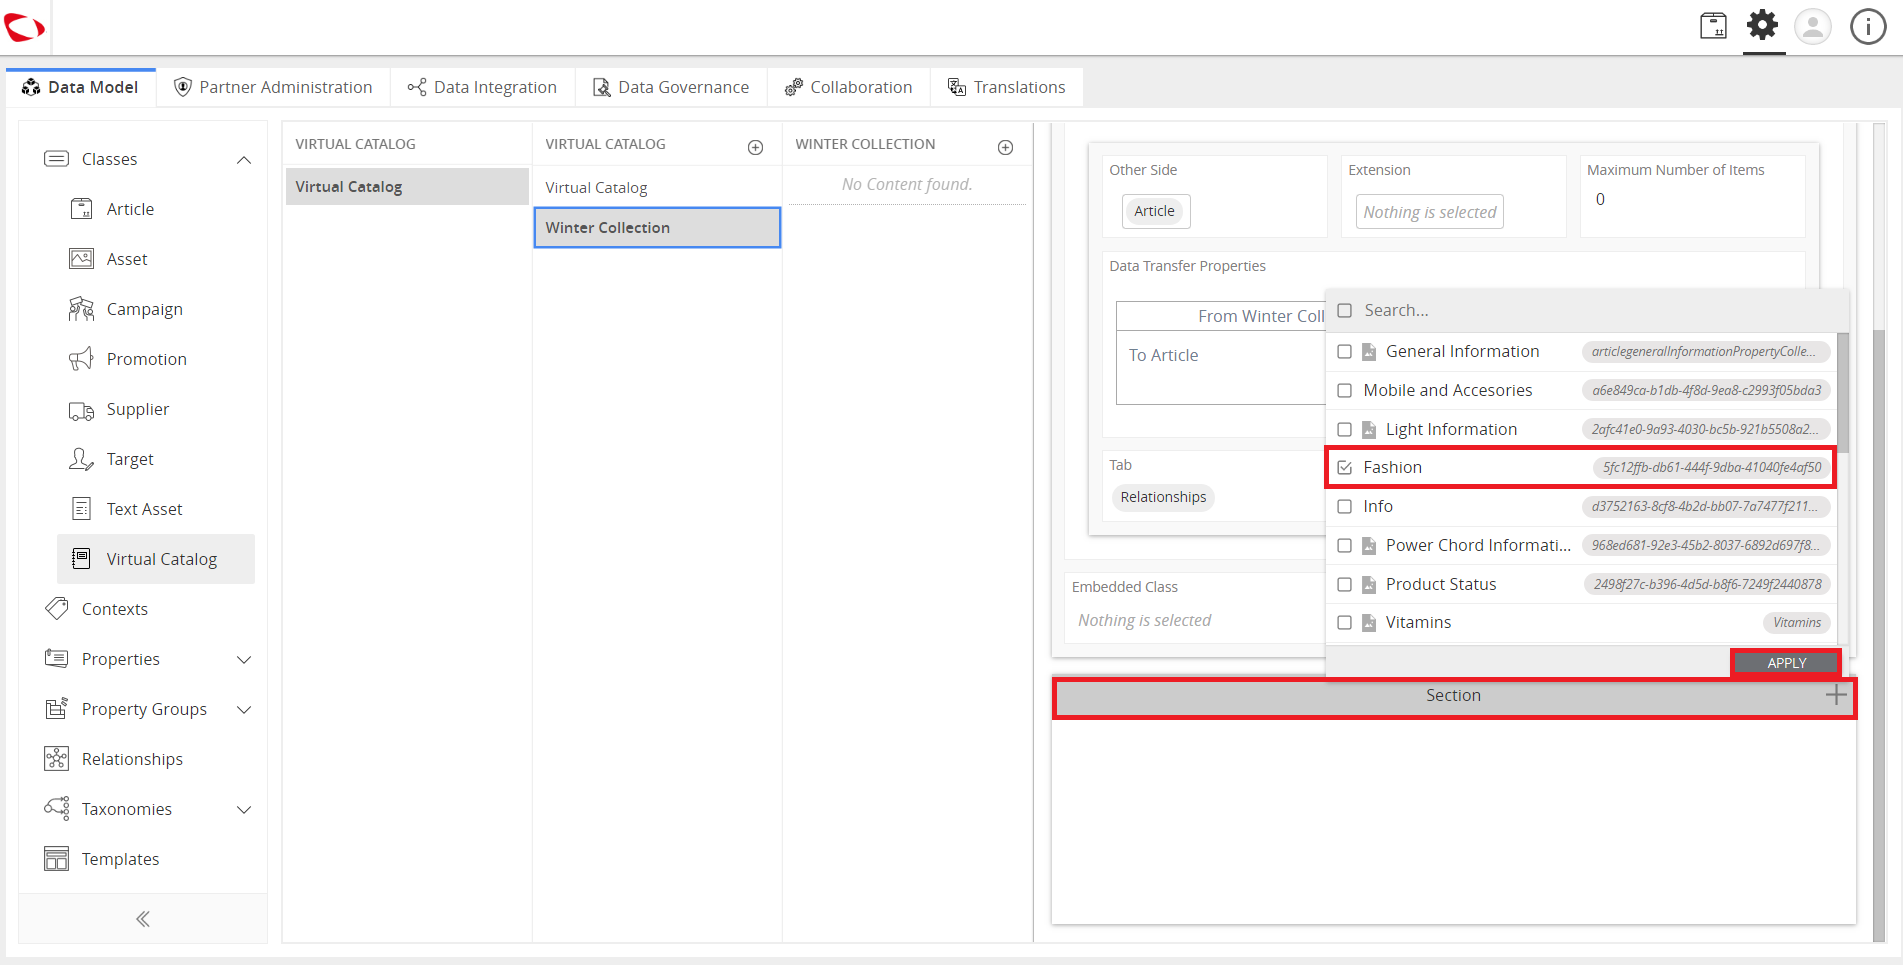 Data Model
Partner Administration
Data Integration
Data Governance
Collaboration
Translations
Classes
Article
Asset
Campaign
Promotion
Supplier
Target
Text Asset
Virtual Catalog
Contexts
Properties
Property Groups
Relationships
Taxonomies
Templates
VIRTUAL CATALOG
Virtual Catalog
VIRTUAL CATALOG
Virtual Catalog
Winter Collection
WINTER COLLECTION
No Content found.
Other Side
Article
Extension
Nothing is selected
Maximum Number of Items
0
Data Transfer Properties
From Winter Coll
To Article
Tab
Relationships
Embedded Class
Nothing is selected
Search...
General Information articlegeneralInformationPropertyColle...
Mobile and Accesories a6e849ca-b1db-4f8d-9ea8-c2993f05bda3
Light Information 2afc41e0-9a93-4030-bc5b-921b5508a2...
Fashion 5fc12ffb-db61-444f-9dba-41040fe4af50
Info d3752163-8cf8-4b2d-bb07-7a7477f211...
Power Chord Informati... 968ed681-92e3-45b2-8037-6892d697f8...
Product Status 2498f27c-b396-4d5d-b8f6-7249f2440878
Vitamins Vitamins
APPLY
Section